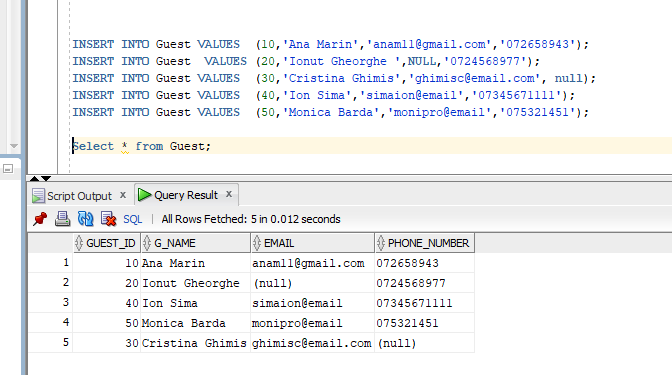 INSERT INTO Guest VALUES (10,'Ana Marin','anam11@gmail.com','072658943');
INSERT INTO Guest VALUES (20,'Ionut Gheorghe ',NULL,'0724568977');
INSERT INTO Guest VALUES (30,'Cristina Ghimis','ghimisc@email.com', null);
INSERT INTO Guest VALUES (40,'Ion Sima','simaion@email','07345671111');
INSERT INTO Guest VALUES (50,'Monica Barda','monipro@email','075321451');
Select * from Guest;
Script Output x Query Result x
SQL | All Rows Fetched: 5 in 0.012 seconds
GUEST_ID G_NAME EMAIL PHONE_NUMBER
1 10 Ana Marin anam11@gmail.com 072658943
2 20 Ionut Gheorghe (null) 0724568977
3 40 Ion Sima simaion@email 07345671111
4 50 Monica Barda monipro@email 075321451
5 30 Cristina Ghimis ghimisc@email.com (null)